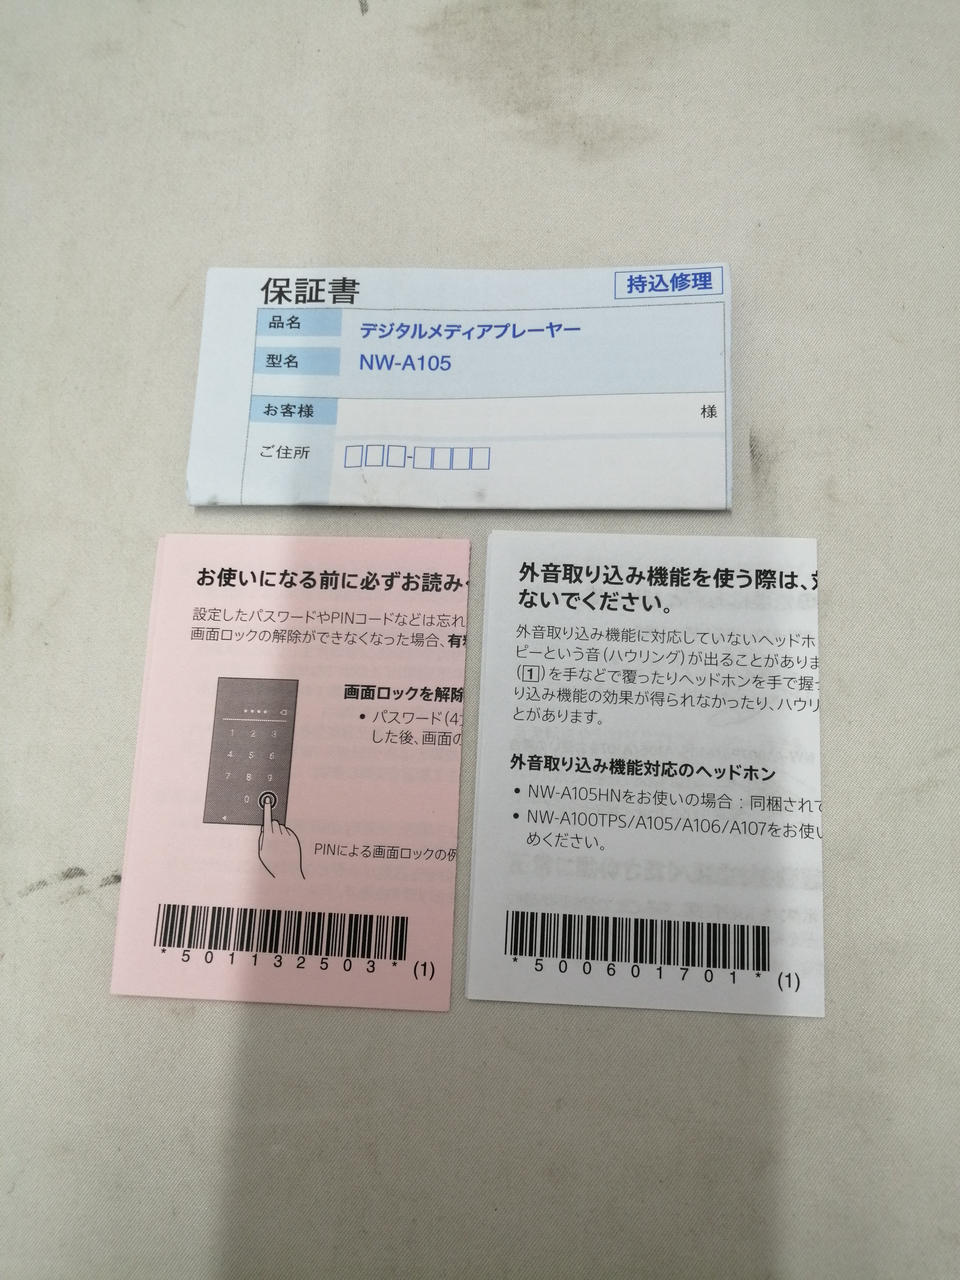 保証書
持込修理
品名
デジタルメディアプレーヤー
型名
NW-A105
お客様
様
ご住所
お使いになる前に必ずお読み
設定したパスワードやPINコードなどは忘れ
画面ロックの解除ができなくなった場合、有
画面ロックを解除
• パスワード(4
した後、画面の
1 2 3
4 5 6
7 8 9
0
PINによる画面ロックの例
*501132503*
(1)
外音取り込み機能を使う際は、
ないでください。
外音取り込み機能に対応していないヘッドホ
ピーという音(ハウリング)が出ることがありま
(1)を手などで覆ったりヘッドホンを手で握
り込み機能の効果が得られなかったり、ハウリ
とがあります。
外音取り込み機能対応のヘッドホン
• NW-A105HNをお使いの場合：同梱されて
• NW-A100TPS/A105/A106/A107をお使い
めください。
*500601701*
(1)